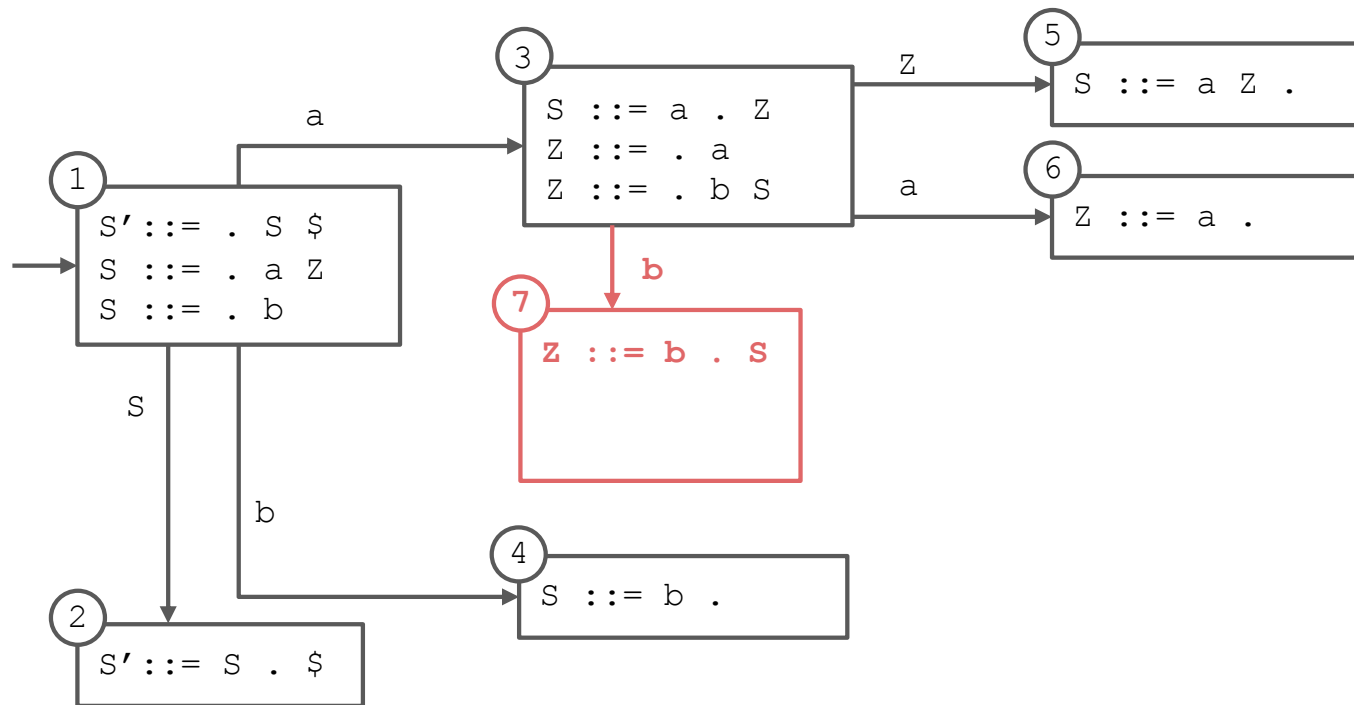 5
S ::= a Z .
3
Z
S ::= a . Z
Z ::= . a
Z ::= . b S
a
1
S’::= . S $
S ::= . a Z
S ::= . b
6
a
Z ::= a .
b
7
Z ::= b . S
S
b
4
S ::= b .
2
S’::= S . $